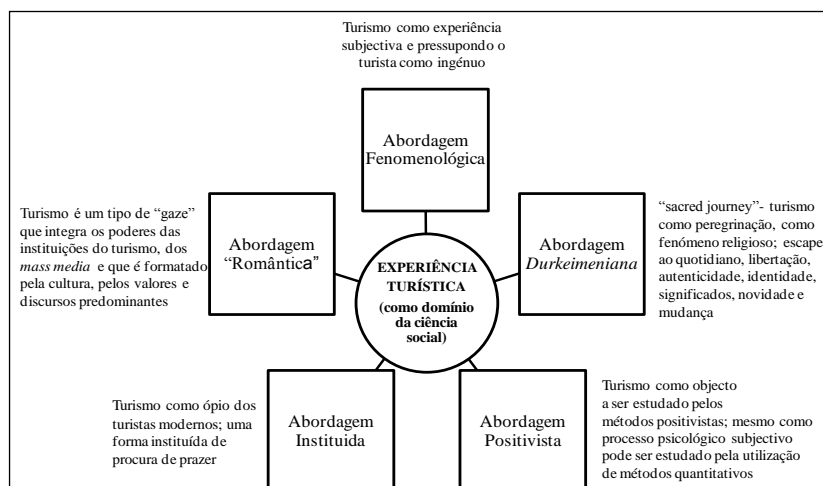 Turismo como experiência
subjectiva e pressupondo o
turista como ingénuo
Abordagem
Fenomenológica
Turismo é um tipo de “gaze”
que integra os poderes das
instituições do turismo, dos
mass media e que é formatado
pela cultura, pelos valores e
discursos predominantes
Abordagem
“Romântica”
EXPERIÊNCIA
TURÍSTICA
(como domínio
da ciência
social)
Abordagem
Durkeimeniana
“sacred journey”- turismo
como peregrinação, como
fenómeno religioso; escape
ao quotidiano, libertação,
autenticidade, identidade,
significados, novidade e
mudança
Turismo como ópio dos
turistas modernos; uma
forma instituída de
procura de prazer
Abordagem
Instituida
Abordagem
Positivista
Turismo como objecto
a ser estudado pelos
métodos positivistas; mesmo como
processo psicológico subjectivo
pode ser estudado pela utilização
de métodos quantitativos